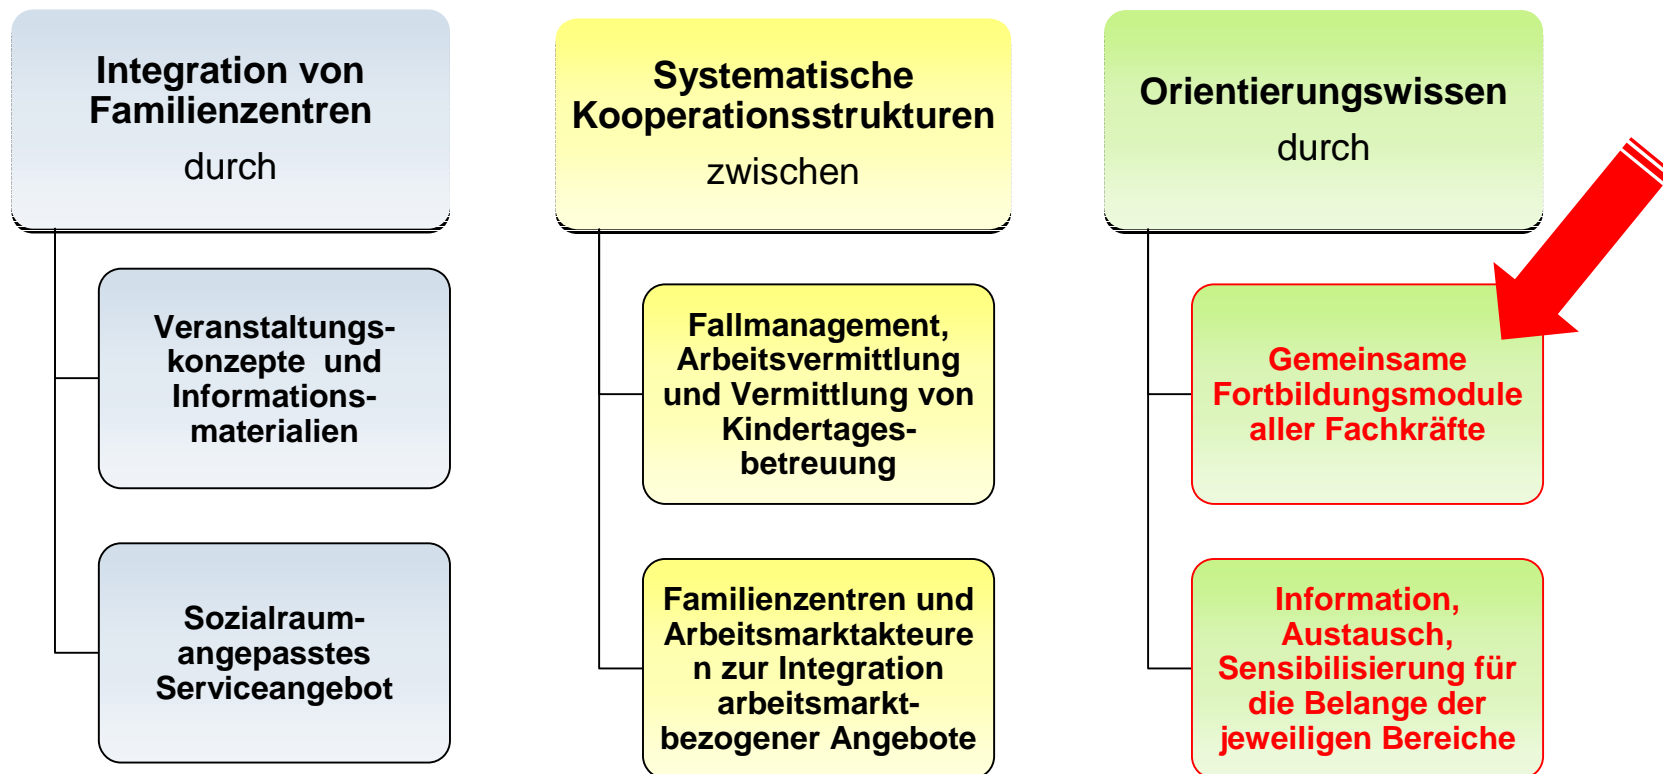 Integration von
Familienzentren
durch
Veranstaltungs-
konzepte und
Informations-
materialien
Sozialraum-
angepasstes
Serviceangebot
Systematische
Kooperationsstrukturen
zwischen
Fallmanagement,
Arbeitsvermittlung
und Vermittlung von
Kindertages-
betreuung
Familienzentren und
Arbeitsmarktakteure
n zur Integration
arbeitsmarkt-
bezogener Angebote
Orientierungswissen
durch
Gemeinsame
Fortbildungsmodule
aller Fachkräfte
Information,
Austausch,
Sensibilisierung für
die Belange der
jeweiligen Bereiche